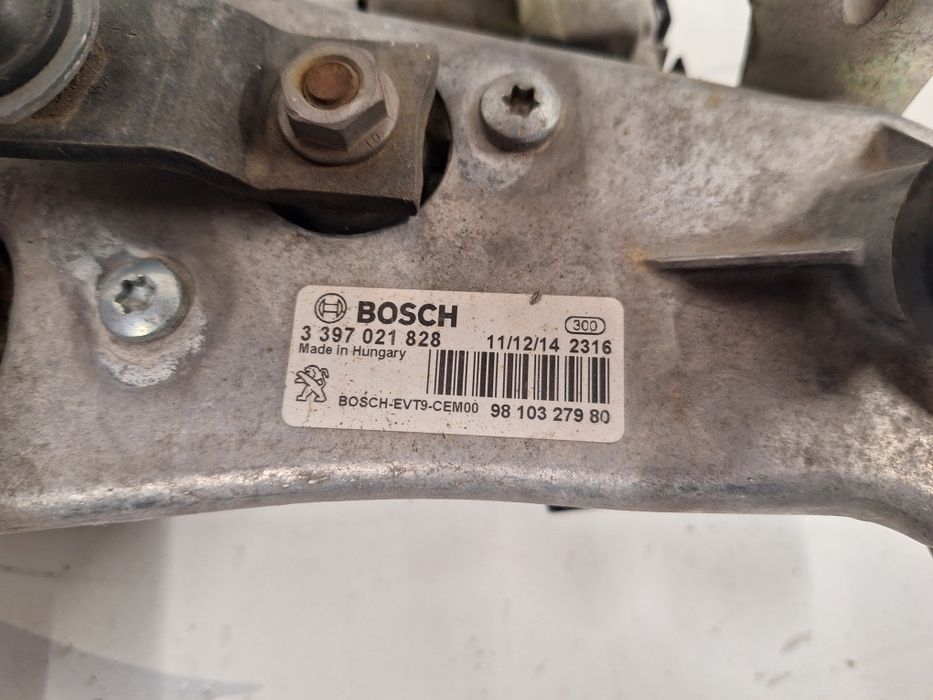 BOSCH
300
3 397 021 828 11/12/14 2316
Made in Hungary
BOSCH-EVT9-CEM00 98 103 279 80